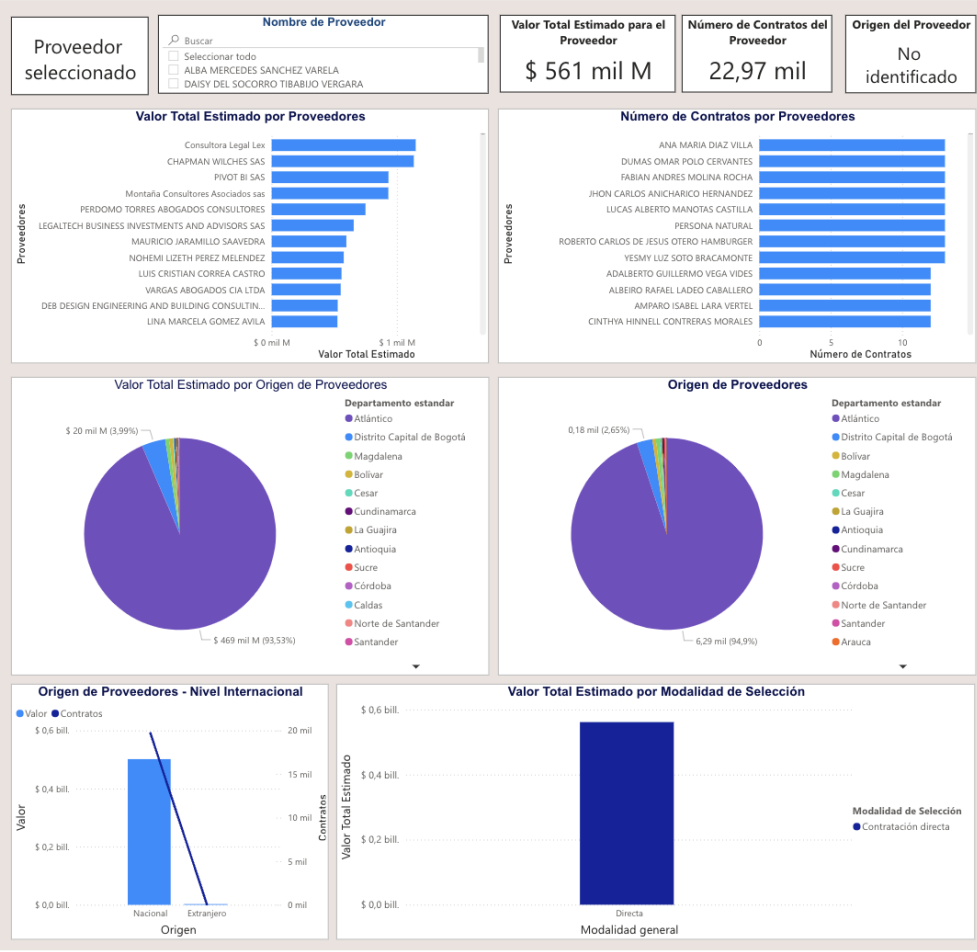 Proveedor
seleccionado
Nombre de Proveedor
Buscar
Seleccionar todo
ALBA MERCEDES SANCHEZ VARELA
DAISY DEL SOCORRO TIBABIJO VERGARA
Valor Total Estimado para el
Proveedor
$ 561 mil M
Número de Contratos del
Proveedor
22,97 mil
Origen del Proveedor
No
identificado
Valor Total Estimado por Proveedores
Proveedores
Consultora Legal Lex
CHAPMAN WILCHES SAS
PIVOT BI SAS
Montaña Consultores Asociados sas
PERDOMO TORRES ABOGADOS CONSULTORES
LEGALTECH BUSINESS INVESTMENTS AND ADVISORS SAS
MAURICIO JARAMILLO SAAVEDRA
NOHEMI LIZETH PEREZ MELENDEZ
LUIS CRISTIAN CORREA CASTRO
VARGAS ABOGADOS CIA LTDA
DEB DESIGN ENGINEERING AND BUILDING CONSULTIN...
LINA MARCELA GOMEZ AVILA
$ 0 mil M
$ 1 mil M
Valor Total Estimado
Número de Contratos por Proveedores
Proveedores
ANA MARIA DIAZ VILLA
DUMAS OMAR POLO CERVANTES
FABIAN ANDRES MOLINA ROCHA
JHON CARLOS ANICHARICO HERNANDEZ
LUCAS ALBERTO MANOTAS CASTILLA
PERSONA NATURAL
ROBERTO CARLOS DE JESUS OTERO HAMBURGER
YESMY LUZ SOTO BRACAMONTE
ADALBERTO GUILLERMO VEGA VIDES
ALBEIRO RAFAEL LADEO CABALLERO
AMPARO ISABEL LARA VERTEL
CINTHYA HINNELL CONTRERAS MORALES
0
5
10
Número de Contratos
Valor Total Estimado por Origen de Proveedores
$ 20 mil M (3,99%)
$ 469 mil M (93,53%)
Departamento estandar
Atlántico
Distrito Capital de Bogotá
Magdalena
Bolívar
Cesar
Cundinamarca
La Guajira
Antioquia
Sucre
Córdoba
Caldas
Norte de Santander
Santander
Origen de Proveedores
0,18 mil (2,65%)
6,29 mil (94,9%)
Departamento estandar
Atlántico
Distrito Capital de Bogotá
Bolívar
Magdalena
Cesar
La Guajira
Antioquia
Cundinamarca
Sucre
Córdoba
Norte de Santander
Santander
Arauca
Origen de Proveedores - Nivel Internacional
Valor
Contratos
$ 0,6 bill.
$ 0,4 bill.
$ 0,2 bill.
$ 0,0 bill.
Valor
20 mil
15 mil
10 mil
5 mil
0 mil
Contratos
Nacional
Extranjero
Origen
Valor Total Estimado por Modalidad de Selección
Valor Total Estimado
$ 0,6 bill.
$ 0,4 bill.
$ 0,2 bill.
$ 0,0 bill.
Directa
Modalidad general
Modalidad de Selección
Contratación directa